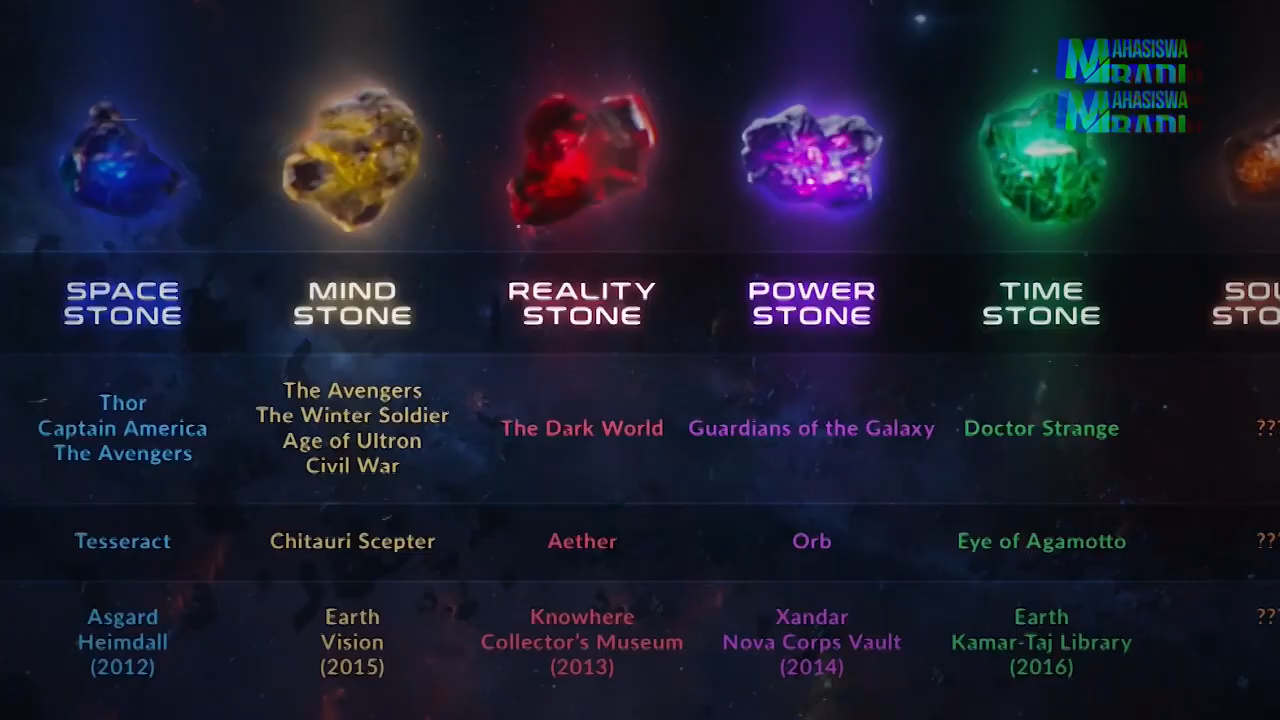 AHASISWA
AHASISWA
SPACE
STONE
MIND
STONE
REALITY
STONE
POWER
STONE
TIME
STONE
Thor
Captain America
The Avengers
The Avengers
The Winter Soldier
Age of Ultron
Civil War
The Dark World
Guardians of the Galaxy
Doctor Strange
??
Tesseract
Chitauri Scepter
Aether
Orb
Eye of Agamotto
??
Asgard
Heimdall
(2012)
Earth
Vision
(2015)
Knowhere
Collector's Museum
(2013)
Xandar
Nova Corps Vault
(2014)
Earth
Kamar-Taj Library
(2016)
??